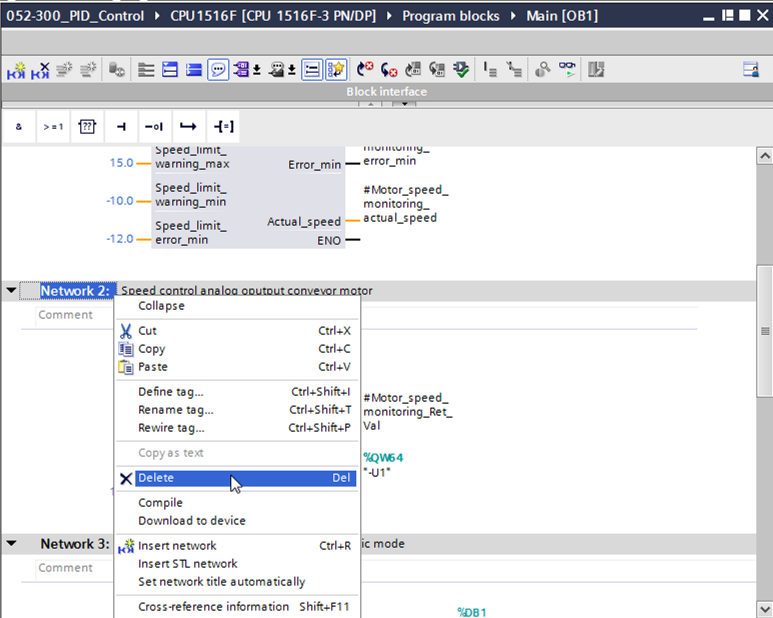 052-300_PID_Control ▸ CPU1516F [CPU 1516F-3 PN/DP] ▸ Program blocks ▸ Main [OB1]
Block interface
& >=1 ?? -o| -[=]
Speed_limit_
15.0 warning_max
Error_min
monitoring_
error_min
Speed_limit_
-10.0 warning_min
#Motor_speed_
monitoring_
actual_speed
Actual_speed
Speed_limit_
-12.0 error_min
ENO
Network 2: Speed control analog oputput conveyor motor
Comment
Collapse
Cut Ctrl+X
Copy Ctrl+C
Paste Ctrl+V
Define tag... Ctrl+Shift+I
Rename tag... Ctrl+Shift+T
Rewire tag... Ctrl+Shift+P
Copy as text
Delete Del
Compile
Download to device
Insert network Ctrl+R
Insert STL network
Set network title automatically
Cross-reference information Shift+F11
#Motor_speed_
monitoring_Ret_
Val
%QW64
"-U1"
Network 3: ic mode
Comment
%DB1